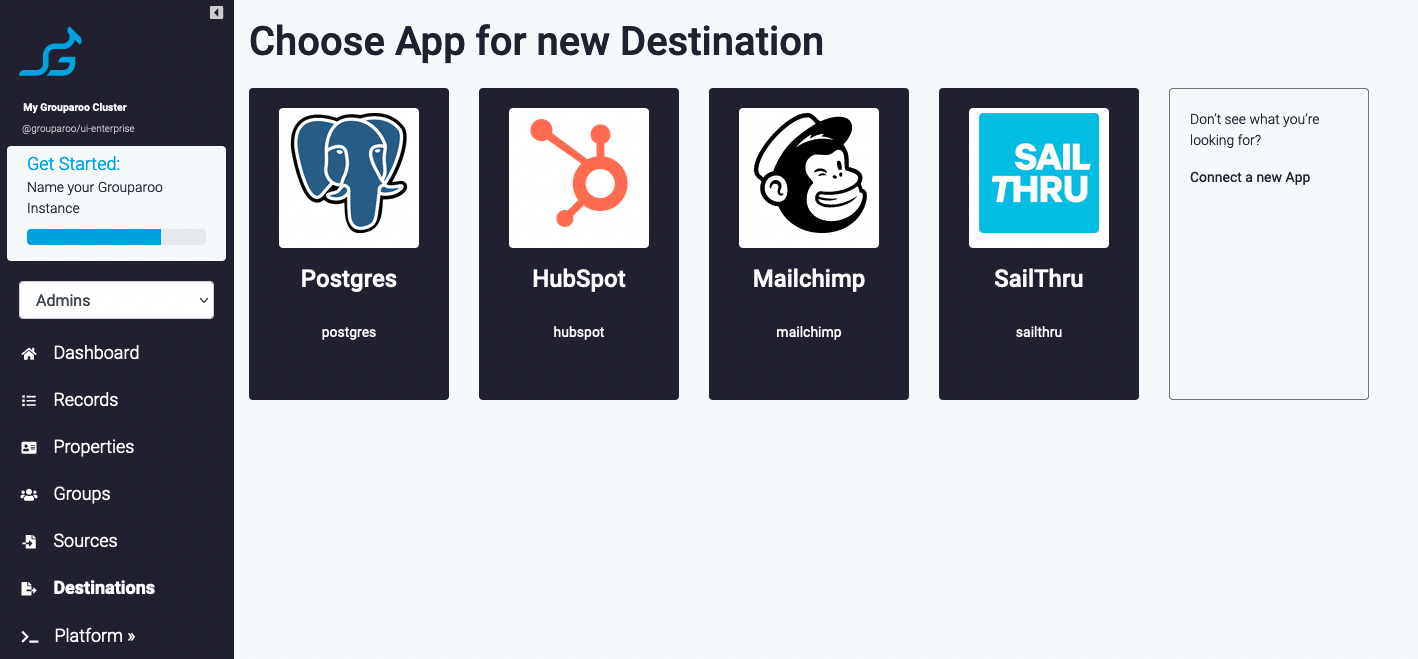 My Grouparoo Cluster
@grouparoo/ui-enterprise
Get Started:
Name your Grouparoo
Instance
Admins
Dashboard
Records
Properties
Groups
Sources
Destinations
Platform »
Choose App for new Destination
Postgres
postgres
HubSpot
hubspot
Mailchimp
mailchimp
SAIL
THRU
SailThru
sailthru
Don’t see what you’re
looking for?
Connect a new App